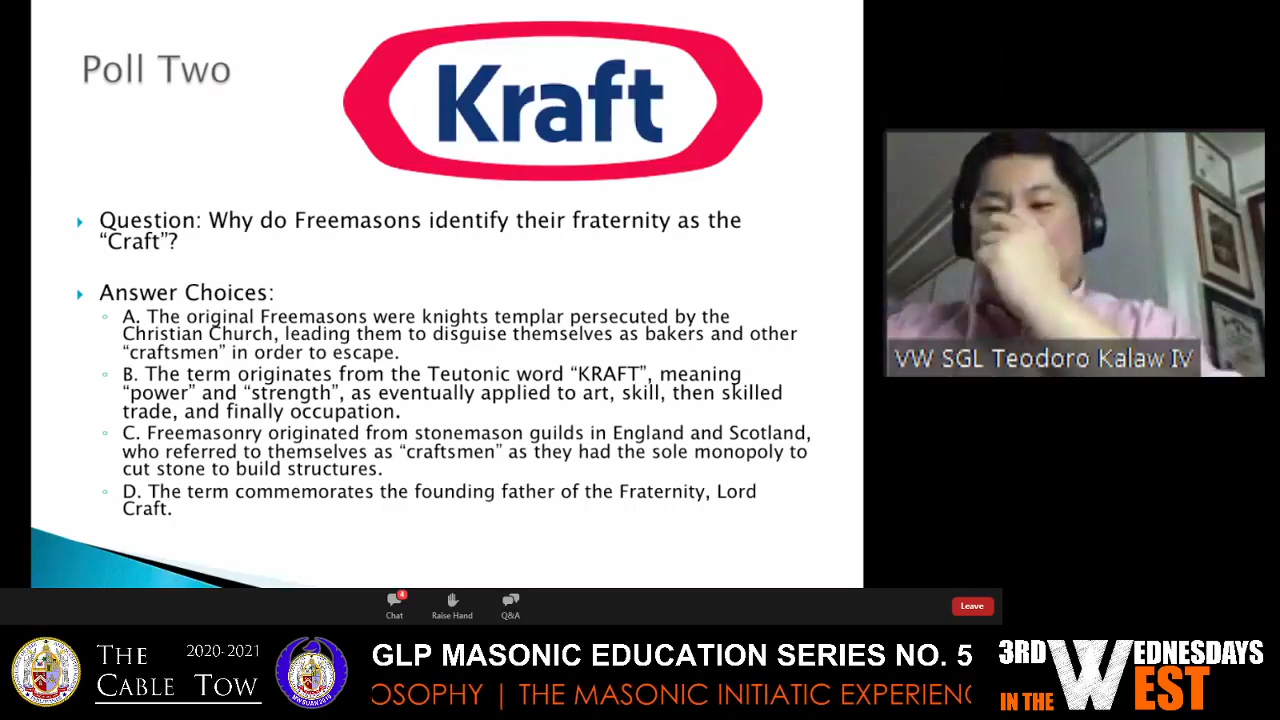 Poll Two
Kraft
Question: Why do Freemasons identify their fraternity as the
“Craft”?
Answer Choices:
A. The original Freemasons were knights templar persecuted by the
Christian Church, leading them to disguise themselves as bakers and other
“craftsmen” in order to escape.
B. The term originates from the Teutonic word “KRAFT”, meaning
“power” and “strength”, as eventually applied to art, skill, then skilled
trade, and finally occupation.
C. Freemasonry originated from stonemason guilds in England and Scotland,
who referred to themselves as “craftsmen” as they had the sole monopoly to
cut stone to build structures.
D. The term commemorates the founding father of the Fraternity, Lord
Craft.
VW SGL Teodoro Kalaw IV
4
Chat
Raise Hand
Q&A
Leave
THE
CABLE TOW
2020-2021
GLP MASONIC EDUCATION SERIES NO. 5
OSOPHY | THE MASONIC INITIATIC EXPERIENC
3RD WEDNESDAYS
IN THE WEST